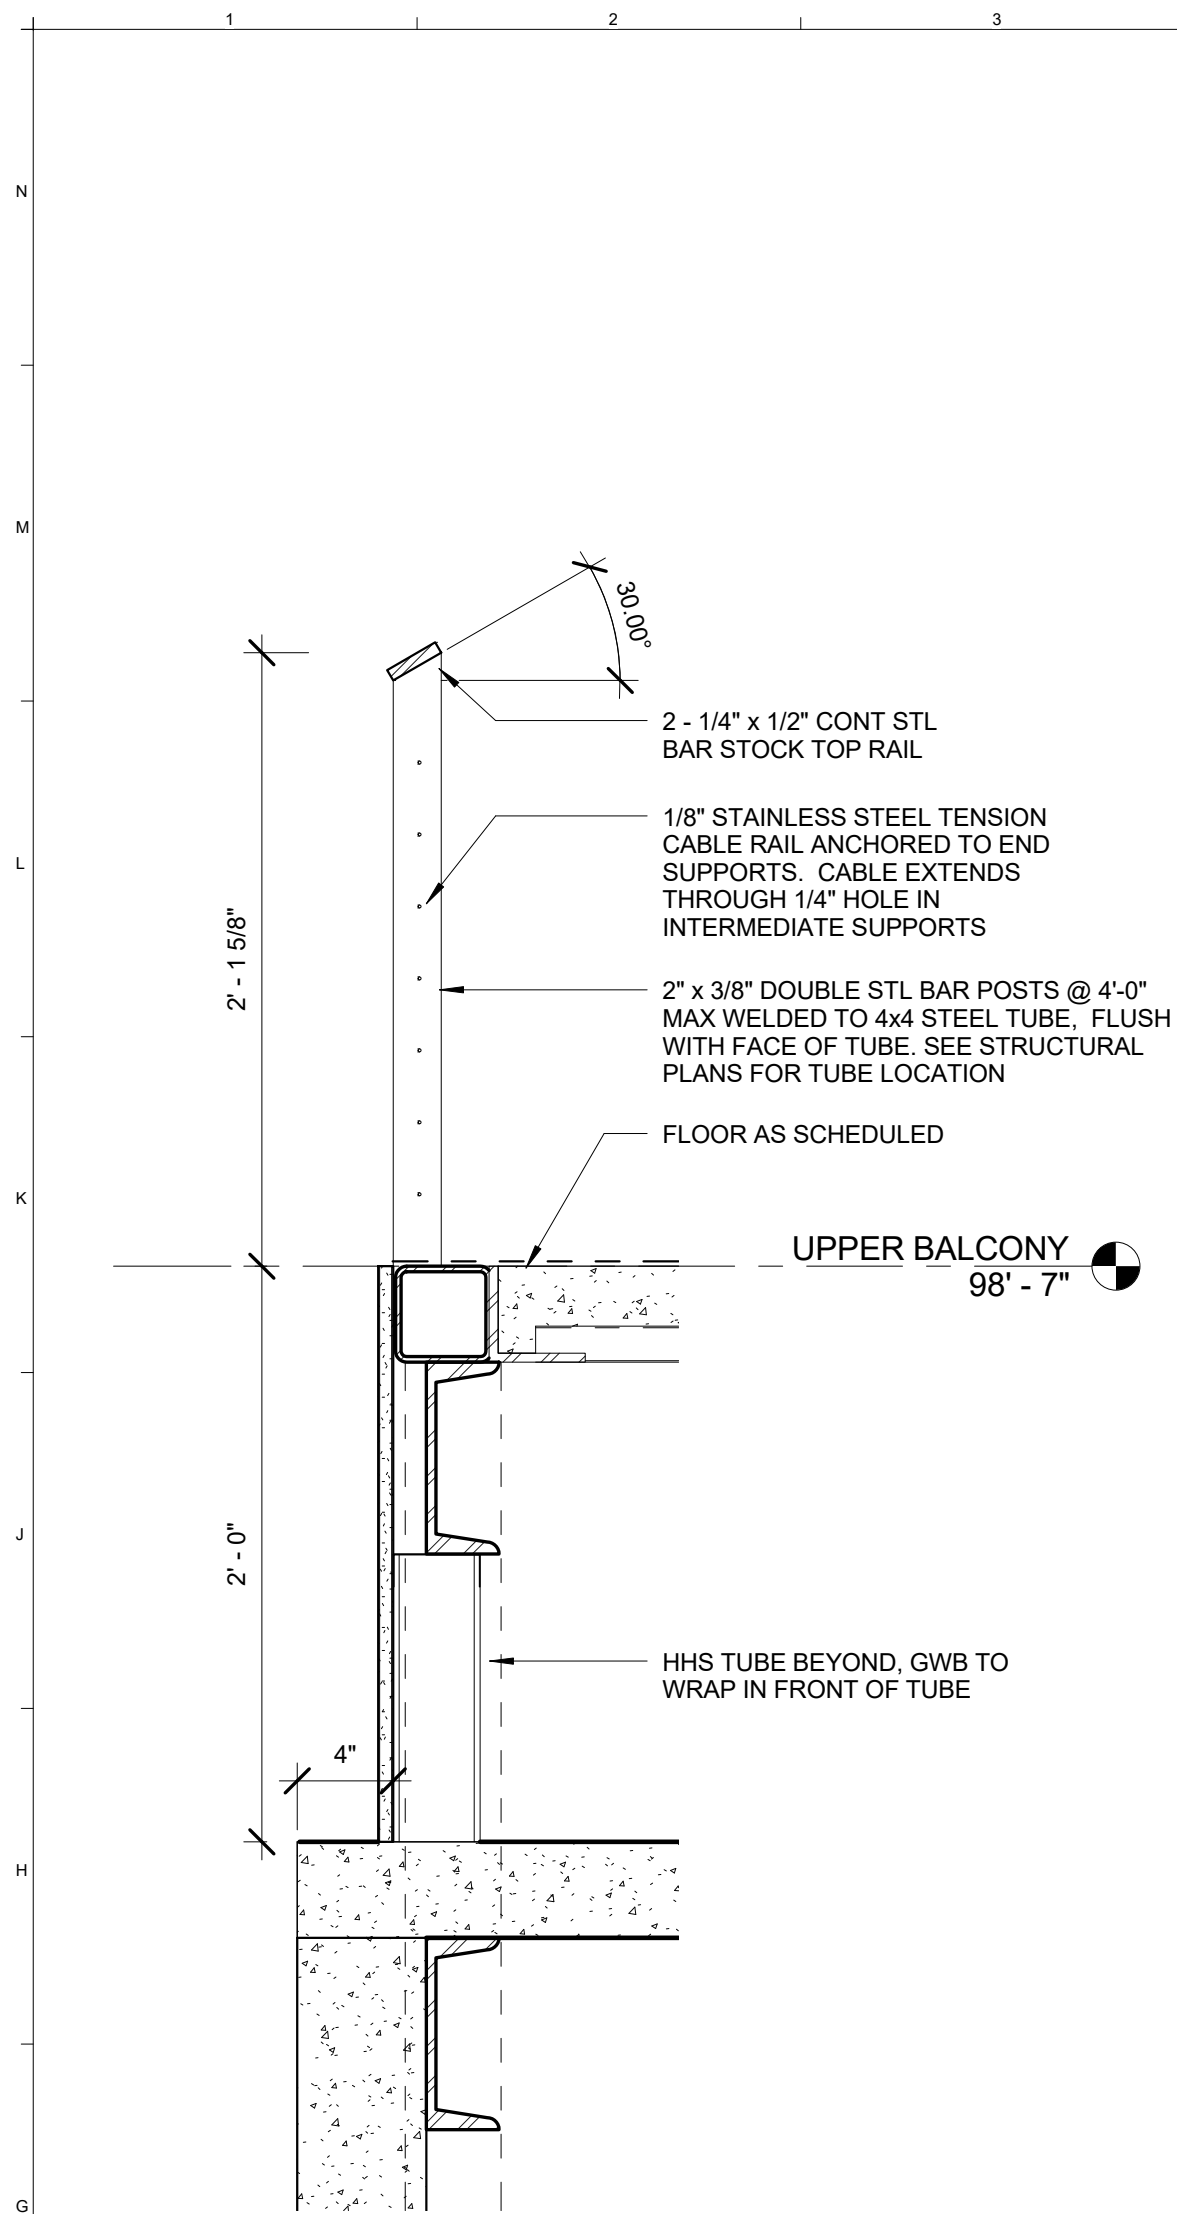 1
2
3
N
M
30.00°
2 - 1/4" x 1/2" CONT STL
BAR STOCK TOP RAIL
1/8" STAINLESS STEEL TENSION
CABLE RAIL ANCHORED TO END
SUPPORTS.  CABLE EXTENDS
THROUGH 1/4" HOLE IN
INTERMEDIATE SUPPORTS
L
2' - 1 5/8"
2" x 3/8" DOUBLE STL BAR POSTS @ 4'-0"
MAX WELDED TO 4x4 STEEL TUBE,  FLUSH
WITH FACE OF TUBE. SEE STRUCTURAL
PLANS FOR TUBE LOCATION
FLOOR AS SCHEDULED
K
UPPER BALCONY
98' - 7"
J
2' - 0"
HHS TUBE BEYOND, GWB TO
WRAP IN FRONT OF TUBE
4"
H
G